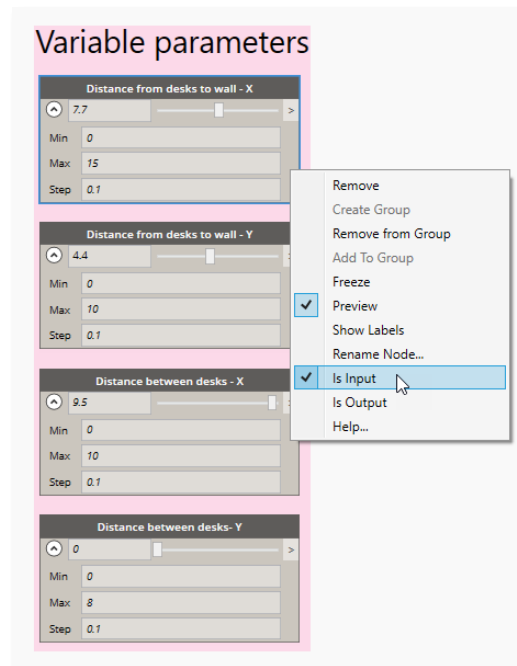 Variable parameters
Distance from desks to wall - X
7.7 >
Min 0
Max 15
Step 0.1
Distance from desks to wall - Y
4.4
Min 0
Max 10
Step 0.1
Distance between desks - X
9.5
Min 0
Max 10
Step 0.1
Distance between desks- Y
0 >
Min 0
Max 8
Step 0.1
Remove
Create Group
Remove from Group
Add To Group
Freeze
Preview
Show Labels
Rename Node...
Is Input
Is Output
Help...